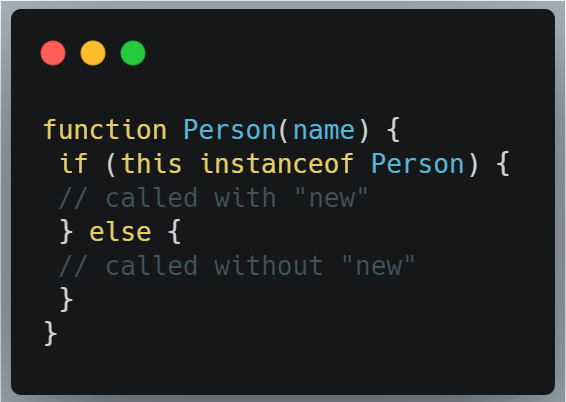 function Person(name) {
if (this instanceof Person) {
// called with "new"
} else {
// called without "new"
}
}